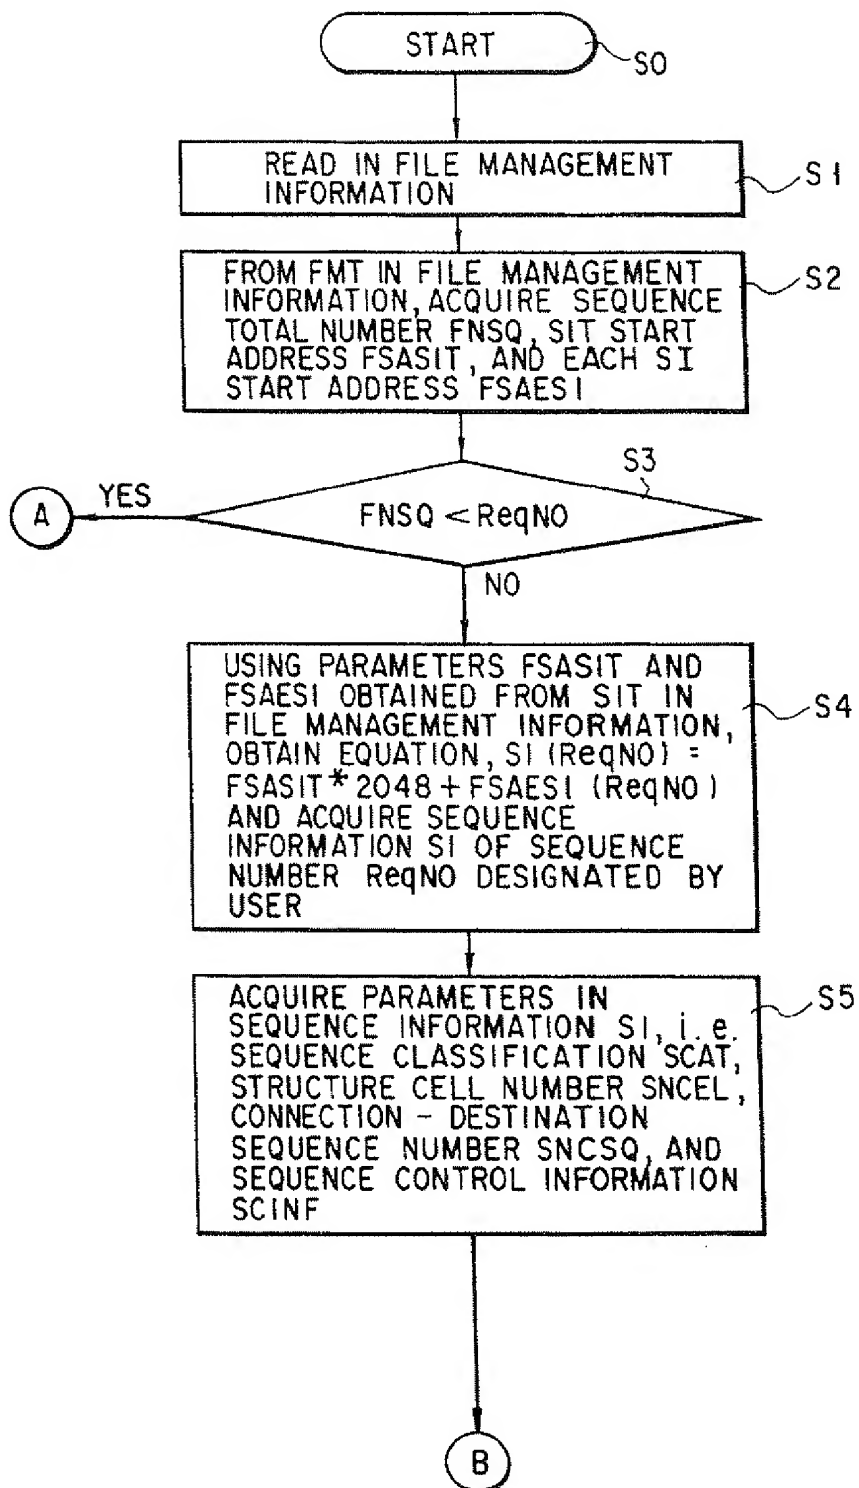 START
S0
READ IN FILE MANAGEMENT
INFORMATION
S1
FROM FMT IN FILE MANAGEMENT
INFORMATION, ACQUIRE SEQUENCE
TOTAL NUMBER FNSQ, SIT START
ADDRESS FSASIT, AND EACH SI
START ADDRESS FSAESI
S2
S3
FNSQ < ReqNO
YES
A
NO
USING PARAMETERS FSASIT AND
FSAESI OBTAINED FROM SIT IN
FILE MANAGEMENT INFORMATION,
OBTAIN EQUATION, SI (ReqNO) =
FSASIT * 2048 + FSAESI (ReqNO)
AND ACQUIRE SEQUENCE
INFORMATION SI OF SEQUENCE
NUMBER ReqNO DESIGNATED BY
USER
S4
ACQUIRE PARAMETERS IN
SEQUENCE INFORMATION SI, i.e.
SEQUENCE CLASSIFICATION SCAT,
STRUCTURE CELL NUMBER SNCEL,
CONNECTION - DESTINATION
SEQUENCE NUMBER SNCSQ, AND
SEQUENCE CONTROL INFORMATION
SCINF
S5
B